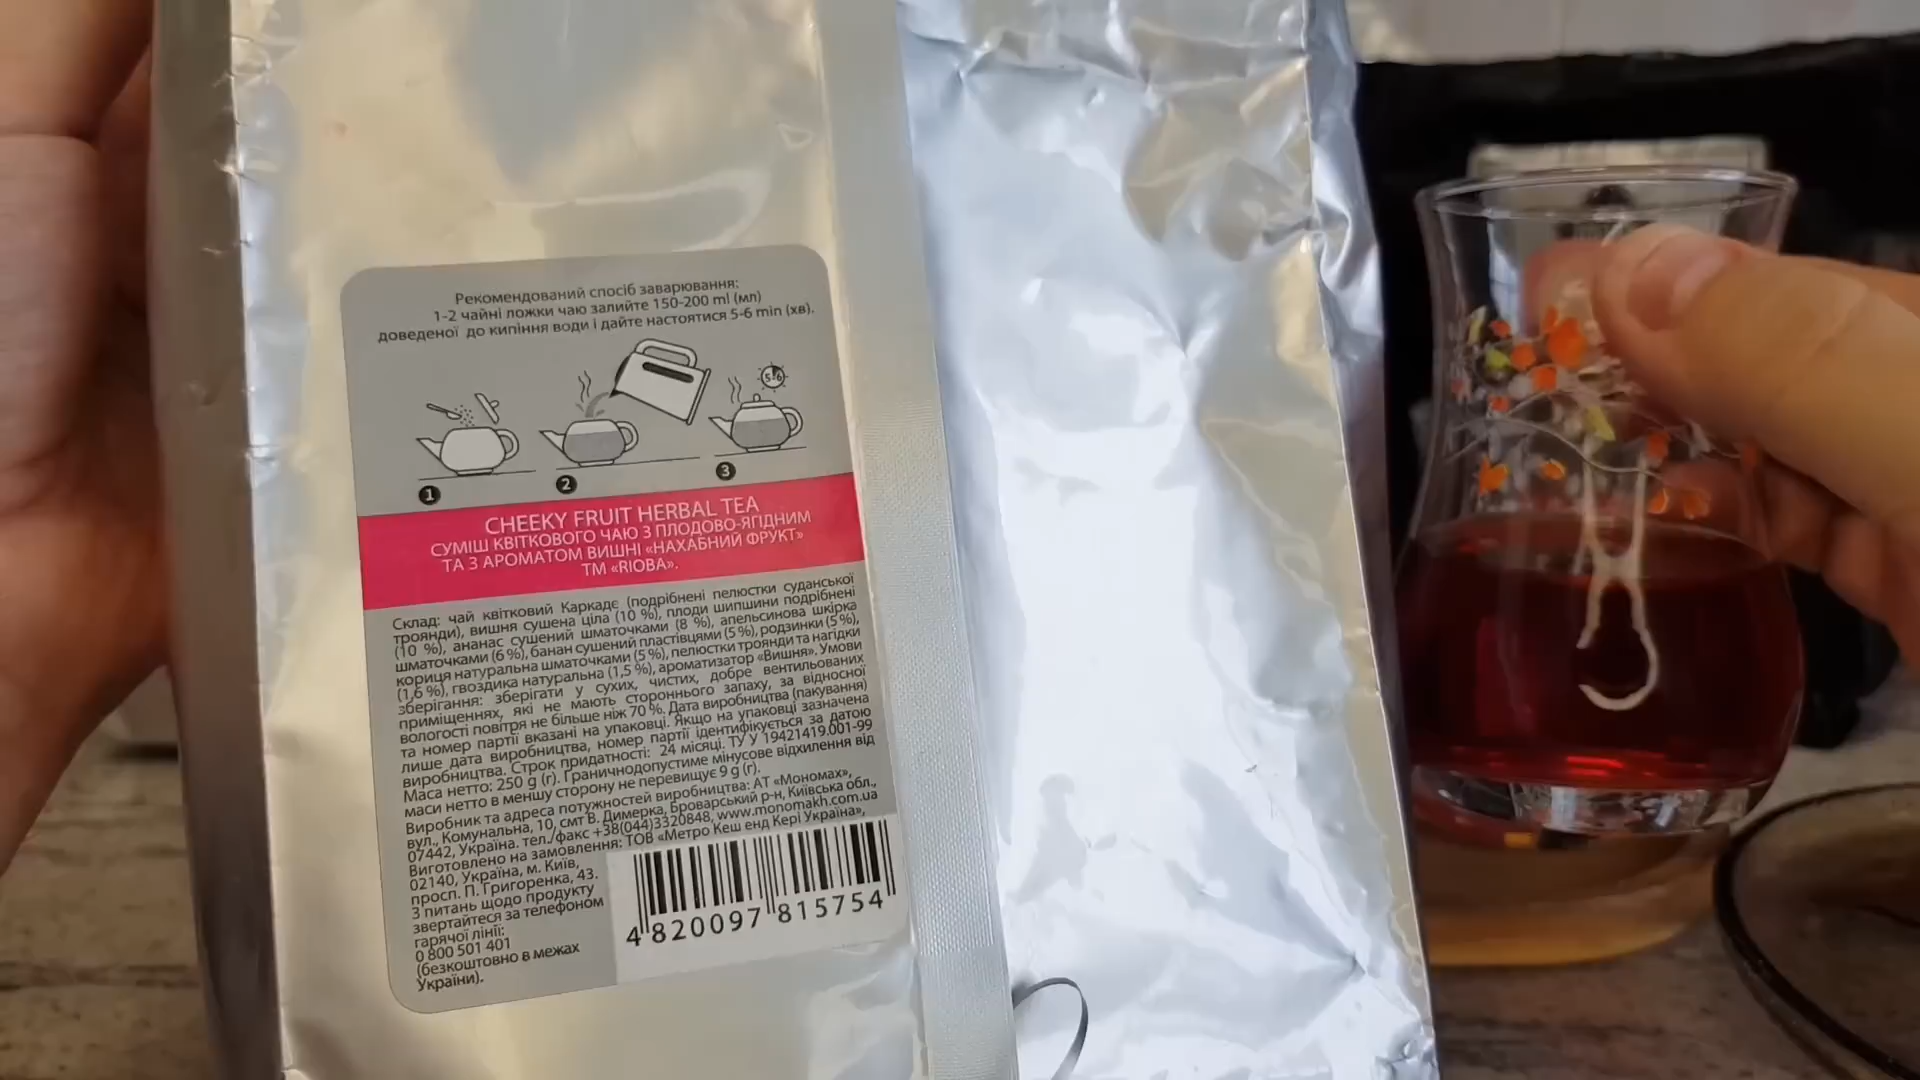 Рекомендований спосіб заварювання:
1-2 чайні ложки чаю залийте 150-200 ml (мл)
доведеної до кипіння води і дайте настоятися 5-6 min (хв).
5-6
1 2 3
CHEEKY FRUIT HERBAL TEA
СУМІШ КВІТКОВОГО ЧАЮ З ПЛОДОВО-ЯГІДНИМ
ТА З АРОМАТОМ ВИШНІ «НАХАБНИЙ ФРУКТ»
ТМ «RIOBA».
Склад: чай квітковий Каркаде (подрібнені пелюстки суданської
троянди), вишня сушена ціла (10 %), плоди шипшини подрібнені
(10 %), ананас сушений шматочками (8 %), апельсинова шкірка
шматочками (6 %), банан сушений пластівцями (5 %), родзинки (5 %),
кориця натуральна шматочками (5 %), пелюстки троянди та нагідки
(1,6 %), гвоздика натуральна (1,5 %), ароматизатор «Вишня». Умови
зберігання: зберігати у сухих, чистих, добре вентильованих
приміщеннях, які не мають стороннього запаху, за відносної
вологості повітря не більше ніж 70 %. Дата виробництва (пакування)
та номер партії вказані на упаковці. Якщо на упаковці зазначена
лише дата виробництва, номер партії ідентифікується за датою
виробництва. Строк придатності: 24 місяці. ТУ У 19421419.001-99
Маса нетто: 250 g (г). Граничнодопустиме мінусове відхилення від
маси нетто в меншу сторону не перевищує 9 g (г).
Виробник та адреса потужностей виробництва: АТ «Мономах»,
вул., Комунальна, 10, смт В. Димерка, Броварський р-н, Київська обл.,
07442, Україна. тел./факс +38(044)3320848, www.monomakh.com.ua
Виготовлено на замовлення: ТОВ «Метро Кеш енд Кері Україна»,
02140, Україна, м. Київ,
просп. П. Григоренка, 43.
З питань щодо продукту
звертайтеся за телефоном
гарячої лінії:
0 800 501 401
(безкоштовно в межах
України).
4 820097 815754